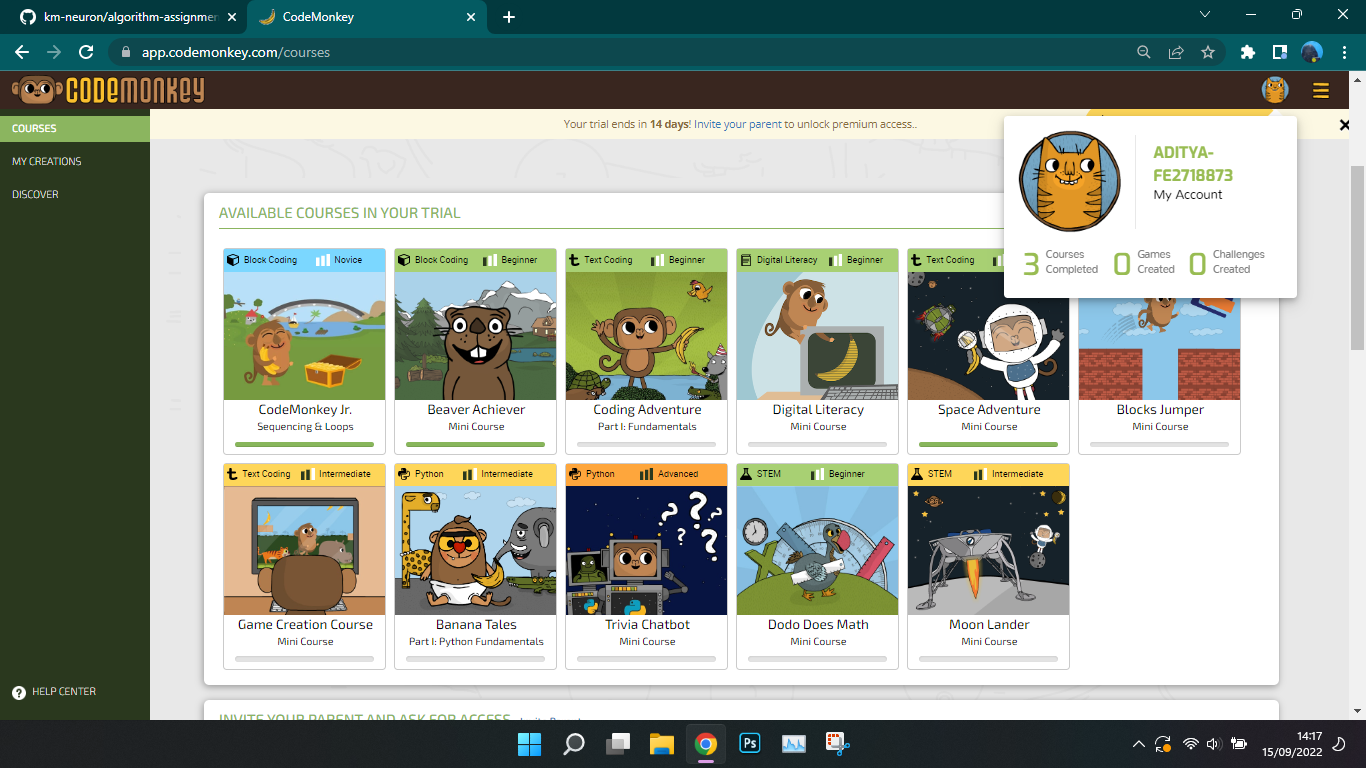 km-neuron/algorithm-assignmen
CodeMonkey
app.codemonkey.com/courses
CODEMONKEY
COURSES
MY CREATIONS
DISCOVER
HELP CENTER
Your trial ends in 14 days! Invite your parent to unlock premium access..
ADITYA-
FE2718873
My Account
3 Courses Completed
0 Games Created
0 Challenges Created
AVAILABLE COURSES IN YOUR TRIAL
Block Coding Novice
CodeMonkey Jr.
Sequencing & Loops
Block Coding Beginner
Beaver Achiever
Mini Course
Text Coding Beginner
Coding Adventure
Part I: Fundamentals
Digital Literacy Beginner
Digital Literacy
Mini Course
Text Coding
Space Adventure
Mini Course
Blocks Jumper
Mini Course
Text Coding Intermediate
Game Creation Course
Mini Course
Python Intermediate
Banana Tales
Part I: Python Fundamentals
Python Advanced
? ? ? ? ?
Trivia Chatbot
Mini Course
STEM Beginner
Dodo Does Math
Mini Course
STEM Intermediate
Moon Lander
Mini Course
INVITE YOUR PARENT AND ASK FOR ACCESS
Ps
14:17
15/09/2022